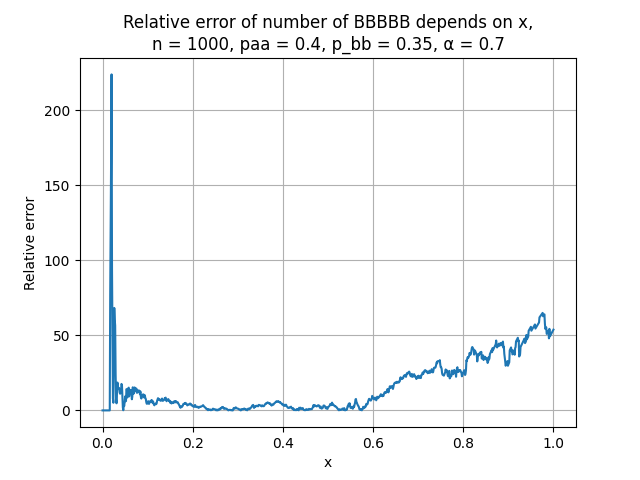 Relative error of number of BBBBB depends on x,
n = 1000, paa = 0.4, p_bb = 0.35, α = 0.7
200
150
100
50
0
Relative error
0.0 0.2 0.4 0.6 0.8 1.0
x